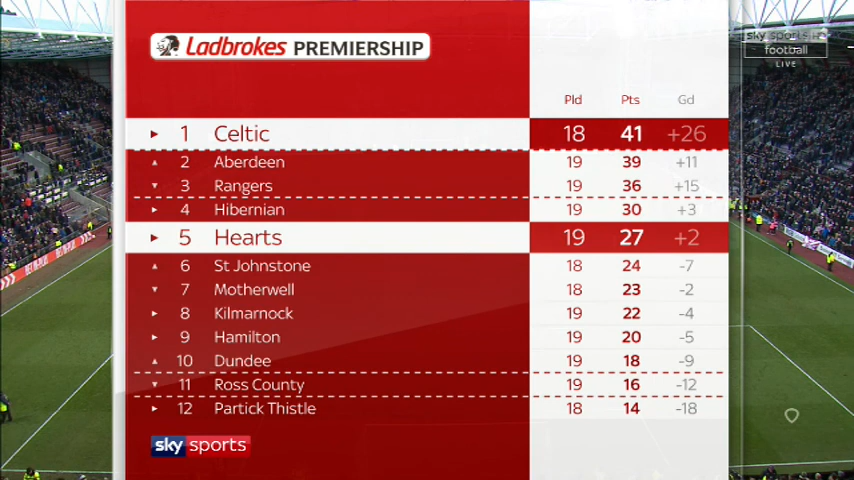 Ladbrokes PREMIERSHIP
sky sports HD
football
LIVE
Pld Pts Gd
1 Celtic 18 41 +26
2 Aberdeen 19 39 +11
3 Rangers 19 36 +15
4 Hibernian 19 30 +3
5 Hearts 19 27 +2
6 St Johnstone 18 24 -7
7 Motherwell 18 23 -2
8 Kilmarnock 19 22 -4
9 Hamilton 19 20 -5
10 Dundee 19 18 -9
11 Ross County 19 16 -12
12 Partick Thistle 18 14 -18
sky sports